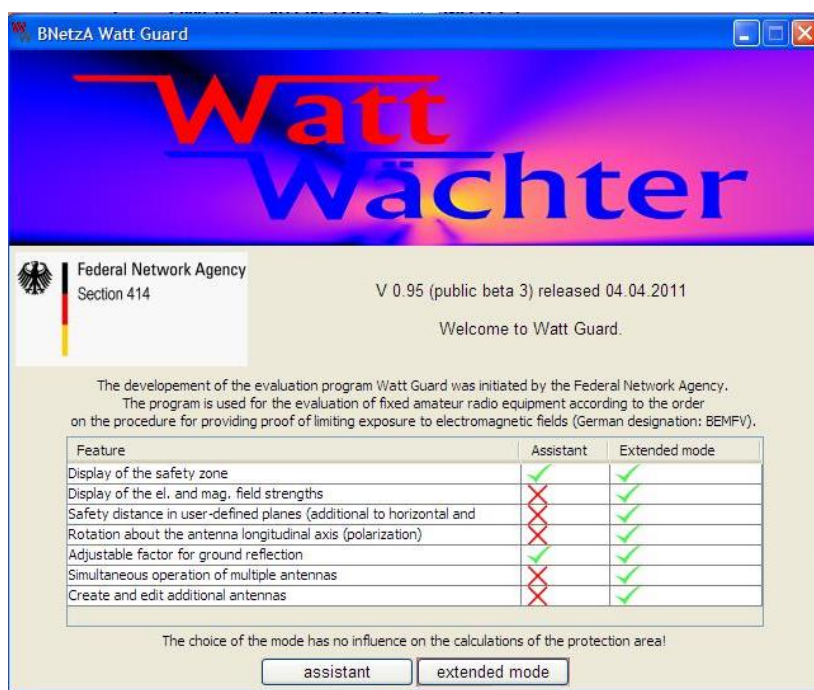 BNetzA Watt Guard
Watt
Wächter
Federal Network Agency
Section 414
V 0.95 (public beta 3) released 04.04.2011
Welcome to Watt Guard.
The developement of the evaluation program Watt Guard was initiated by the Federal Network Agency.
The program is used for the evaluation of fixed amateur radio equipment according to the order
on the procedure for providing proof of limiting exposure to electromagnetic fields (German designation: BEMFV).
Feature Assistant Extended mode
Display of the safety zone
Display of the el. and mag. field strengths
Safety distance in user-defined planes (additional to horizontal and
Rotation about the antenna longitudinal axis (polarization)
Adjustable factor for ground reflection
Simultaneous operation of multiple antennas
Create and edit additional antennas
The choice of the mode has no influence on the calculations of the protection area!
assistant extended mode